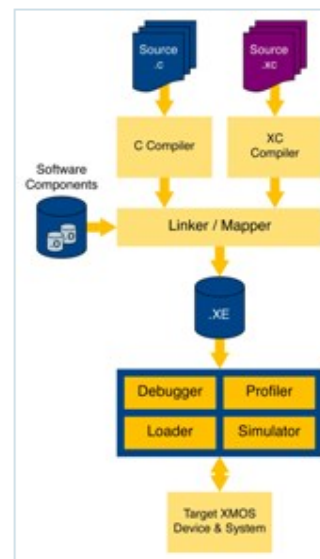 Source
.c
Source
.xc
C Compiler
XC
Compiler
Software
Components
.O
.O
Linker / Mapper
.XE
Debugger
Profiler
Loader
Simulator
Target XMOS
Device & System